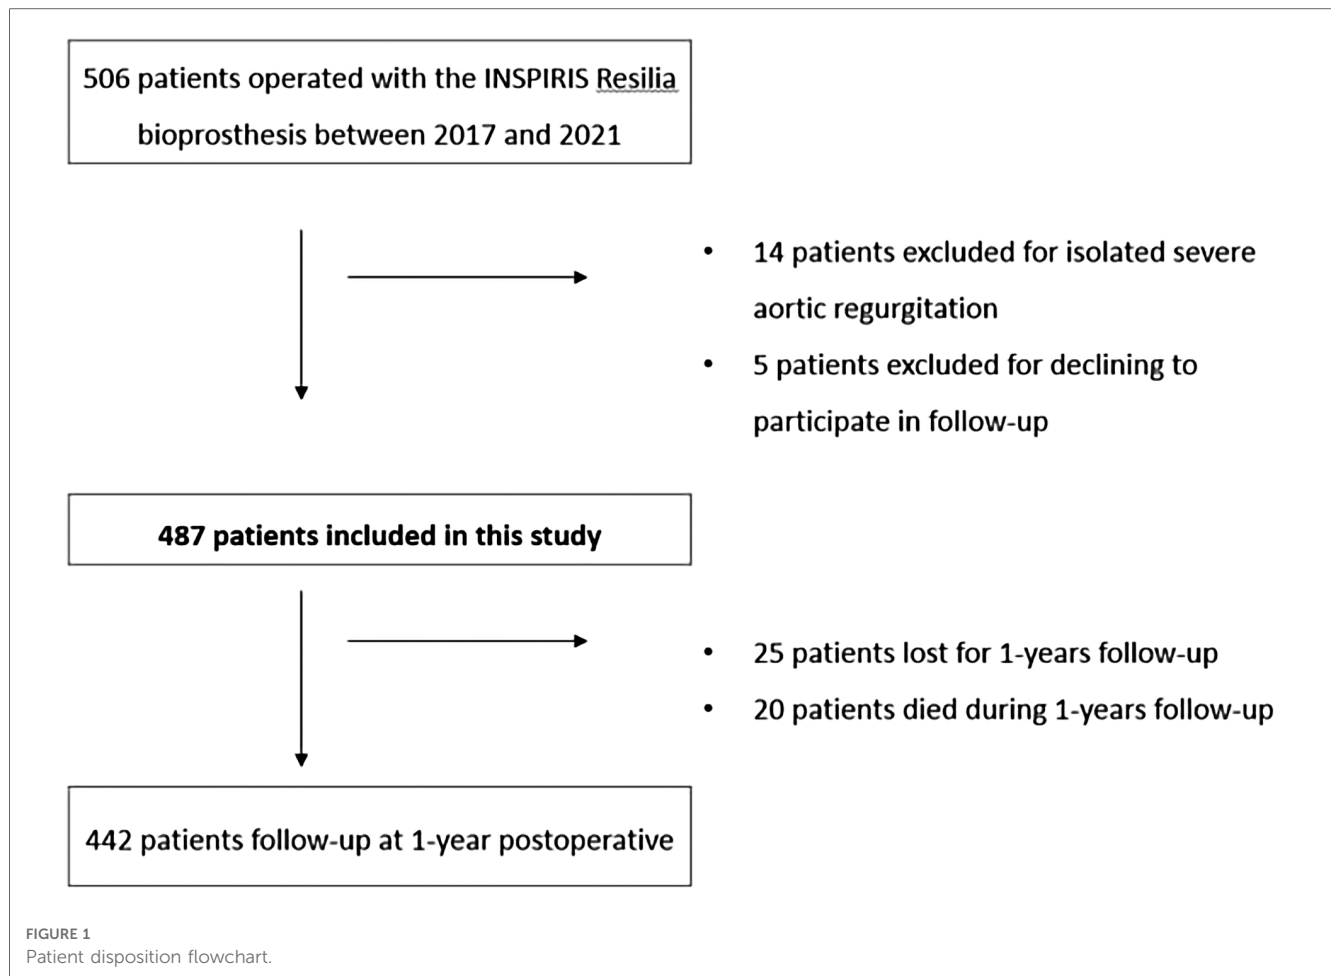 506 patients operated with the INSPIRIS Resilia
bioprosthesis between 2017 and 2021
• 14 patients excluded for isolated severe
aortic regurgitation
• 5 patients excluded for declining to
participate in follow-up
487 patients included in this study
• 25 patients lost for 1-years follow-up
• 20 patients died during 1-years follow-up
442 patients follow-up at 1-year postoperative
FIGURE 1
Patient disposition flowchart.